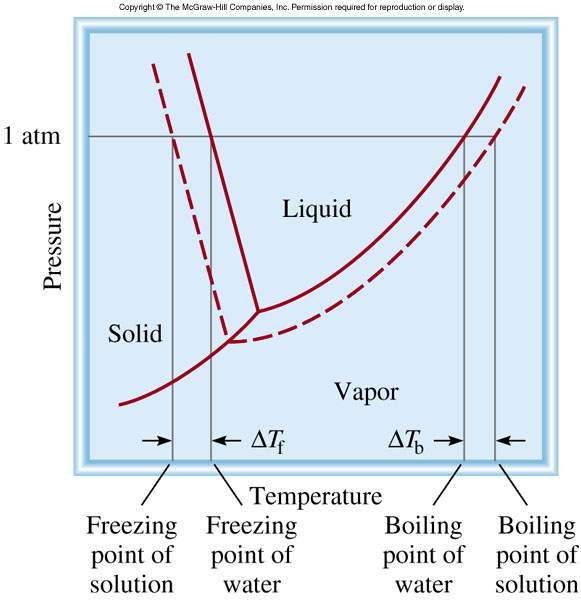 Copyright © The McGraw-Hill Companies, Inc. Permission required for reproduction or display.
1 atm
Liquid
Pressure
Solid
Vapor
ΔTf
ΔTb
Temperature
Freezing
point of
solution
Freezing
point of
water
Boiling
point of
water
Boiling
point of
solution